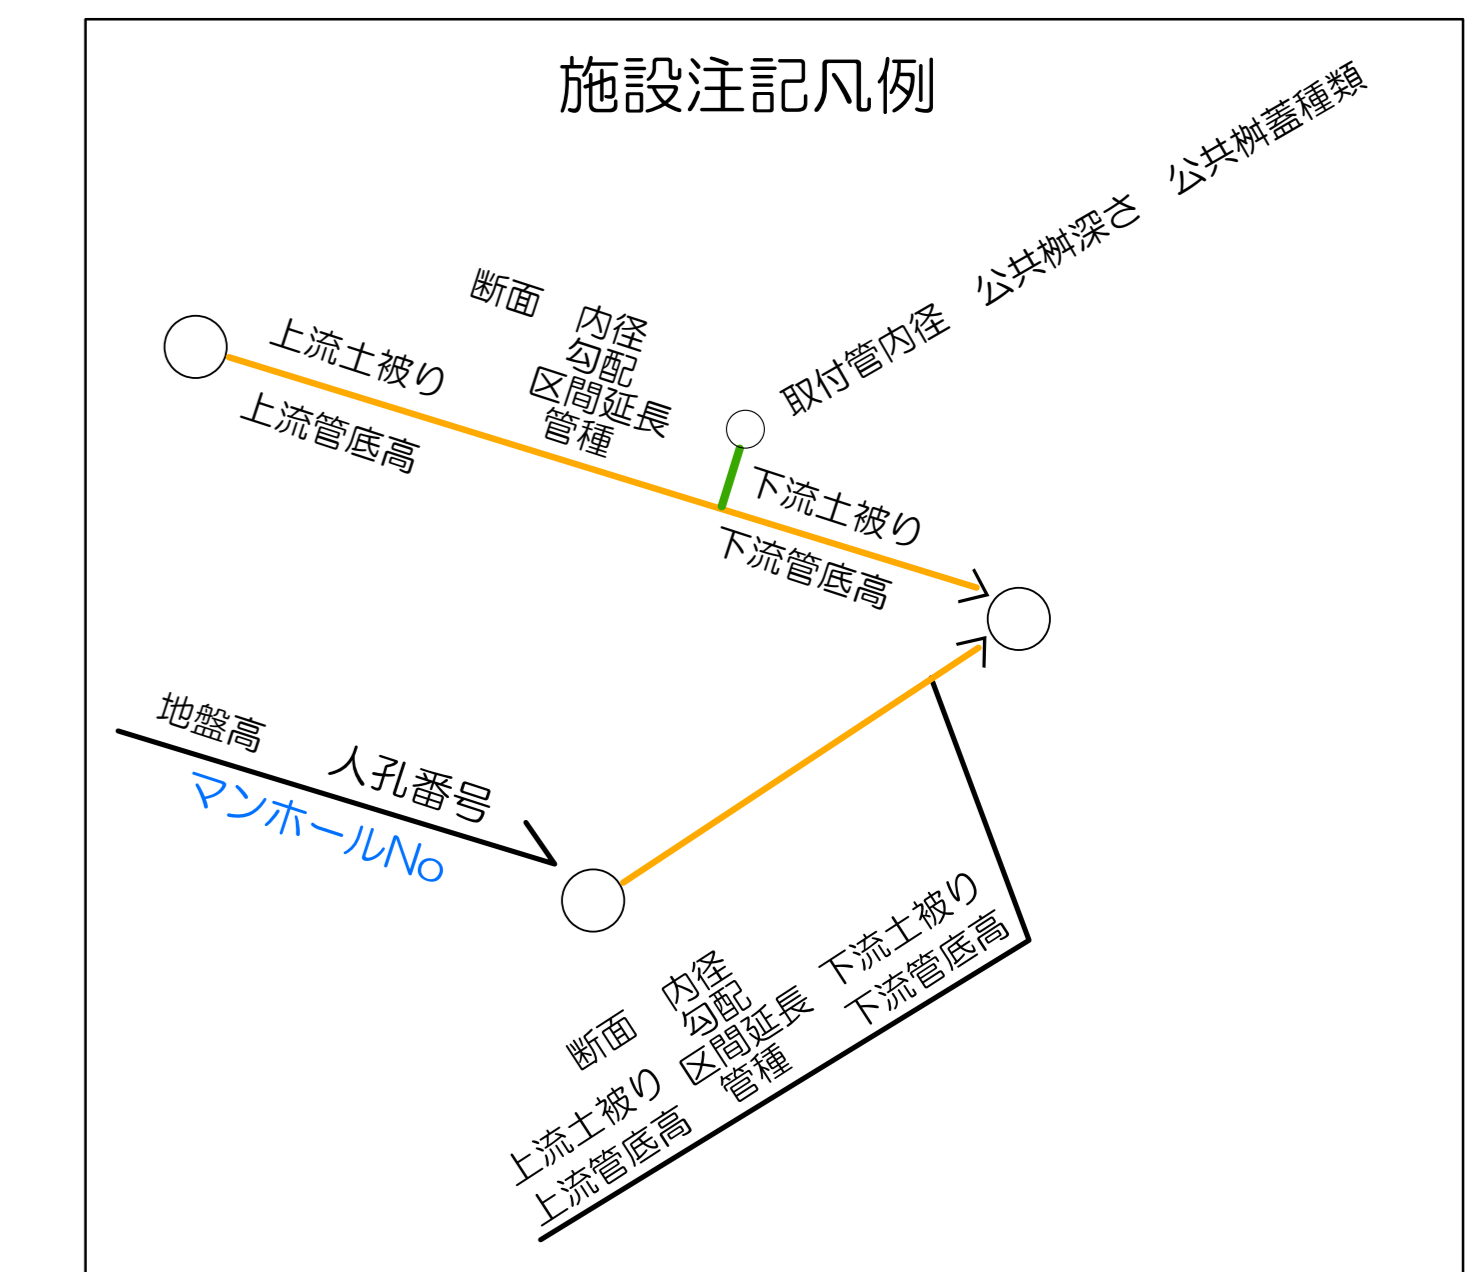 施設注記凡例
取付管内径　公共桝深さ　公共桝蓋種類
断面　内径
勾配
区間延長
管種
上流土被り
上流管底高
下流土被り
下流管底高
地盤高　人孔番号
マンホールNo
断面　内径
勾配
上流土被り　区間延長　下流土被り
上流管底高　管種　下流管底高